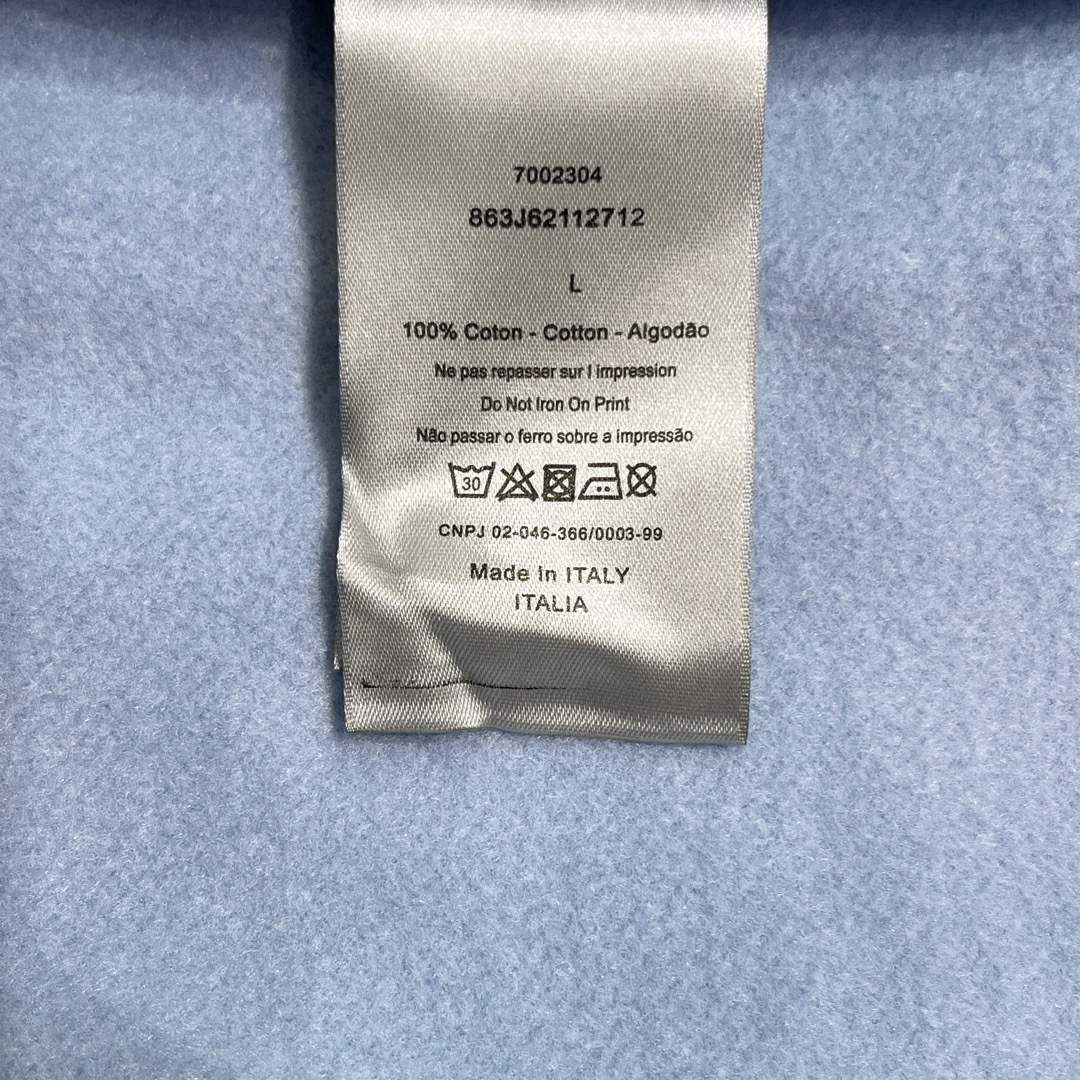 7002304
863J62112712
L
100% Coton - Cotton - Algodão
Ne pas repasser sur l impression
Do Not Iron On Print
Não passar o ferro sobre a impressão
30
CNPJ 02-046-366/0003-99
Made in ITALY
ITALIA